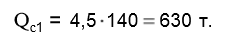 Qс1 = 4,5·140 = 630 т.